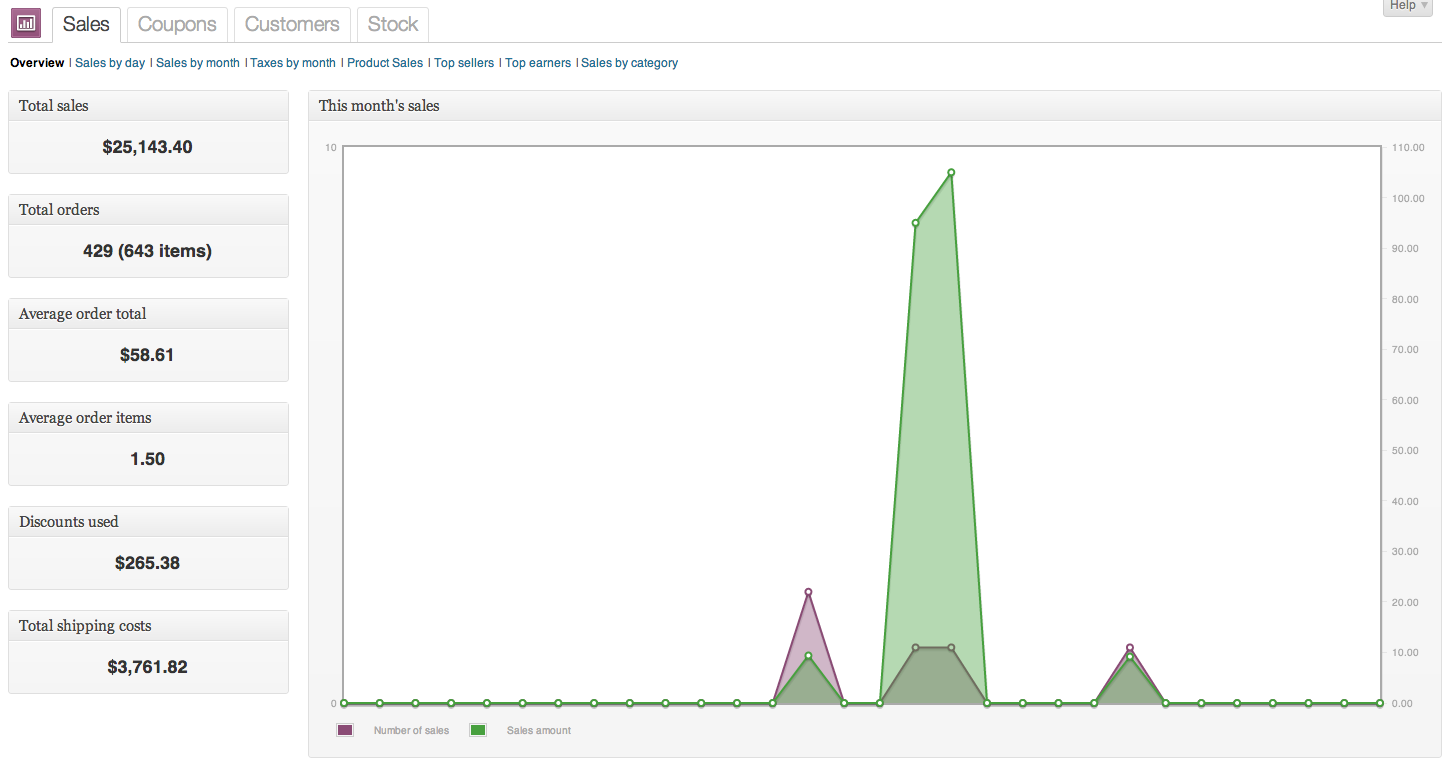 Help
Sales Coupons Customers Stock
Overview | Sales by day | Sales by month | Taxes by month | Product Sales | Top sellers | Top earners | Sales by category
Total sales
$25,143.40
Total orders
429 (643 items)
Average order total
$58.61
Average order items
1.50
Discounts used
$265.38
Total shipping costs
$3,761.82
This month's sales
10
0
110.00
100.00
90.00
80.00
70.00
60.00
50.00
40.00
30.00
20.00
10.00
0.00
Number of sales Sales amount